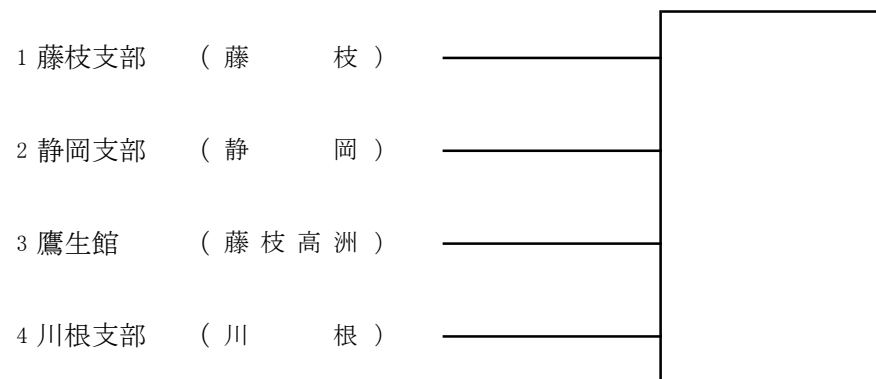 1 藤枝支部 （ 藤 枝 ）
2 静岡支部 （ 静 岡 ）
3 鷹生館 （ 藤 枝 高 洲 ）
4 川根支部 （ 川 根 ）